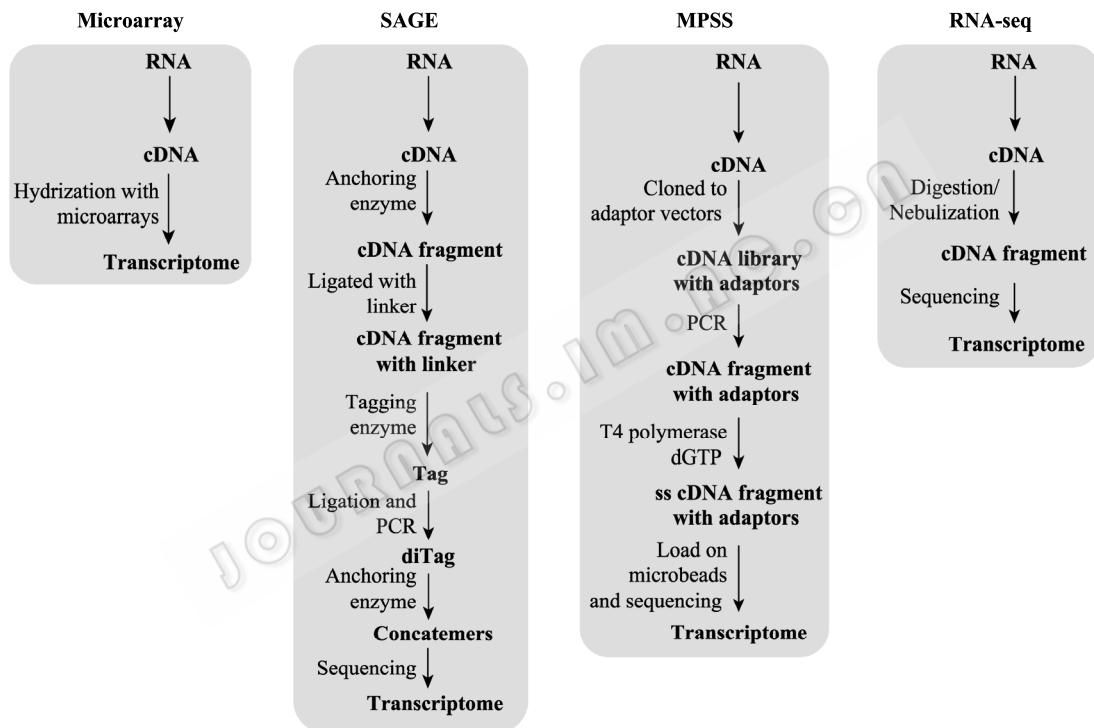 Microarray
RNA
cDNA
Hydrization with
microarrays
Transcriptome
SAGE
RNA
cDNA
Anchoring
enzyme
cDNA fragment
Ligated with
linker
cDNA fragment
with linker
Tagging
enzyme
Tag
Ligation and
PCR
diTag
Anchoring
enzyme
Concatemers
Sequencing
Transcriptome
MPSS
RNA
cDNA
Cloned to
adaptor vectors
cDNA library
with adaptors
PCR
cDNA fragment
with adaptors
T4 polymerase
dGTP
ss cDNA fragment
with adaptors
Load on
microbeads
and sequencing
Transcriptome
RNA-seq
RNA
cDNA
Digestion/
Nebulization
cDNA fragment
Sequencing
Transcriptome
JOURNALS.IM.AC.CN